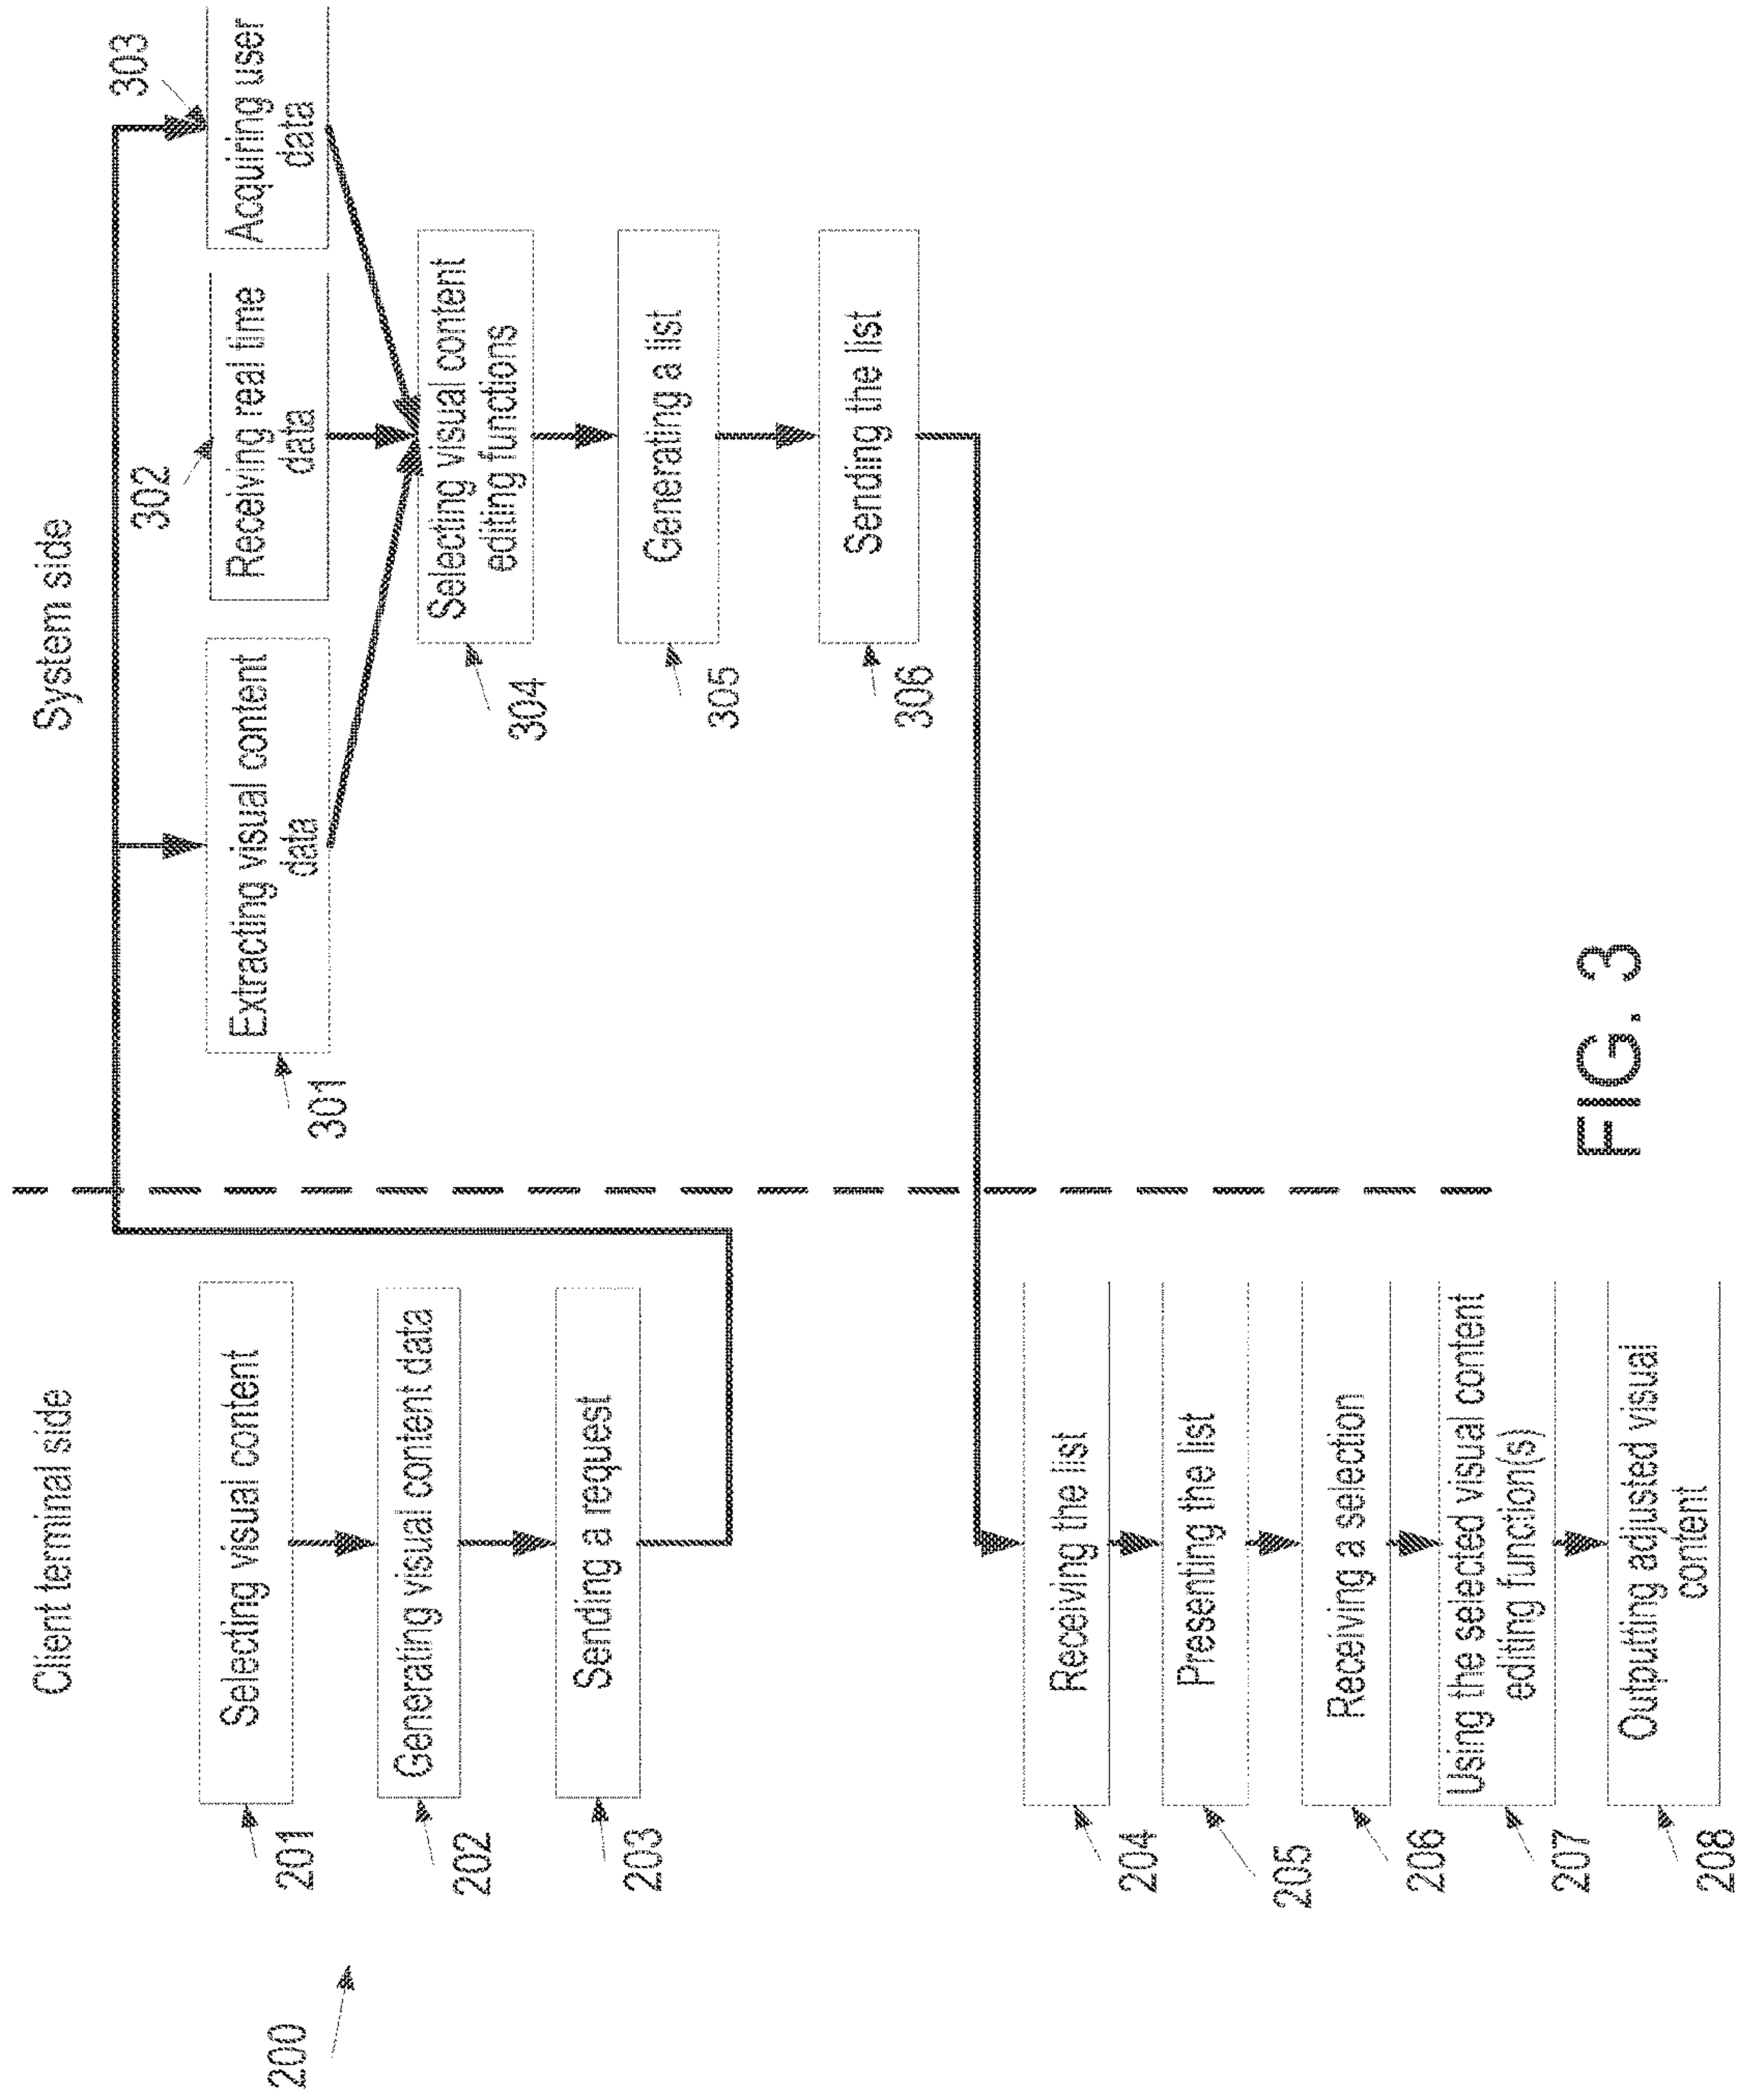 Client terminal side
System side
200
201
Selecting visual content
202
Generating visual content data
203
Sending a request
301
Extracting visual content
data
302
Receiving real time
data
303
Acquiring user
data
304
Selecting visual content
editing functions
305
Generating a list
306
Sending the list
204
Receiving the list
205
Presenting the list
206
Receiving a selection
207
Using the selected visual content
editing function(s)
208
Outputting adjusted visual
content
FIG. 3